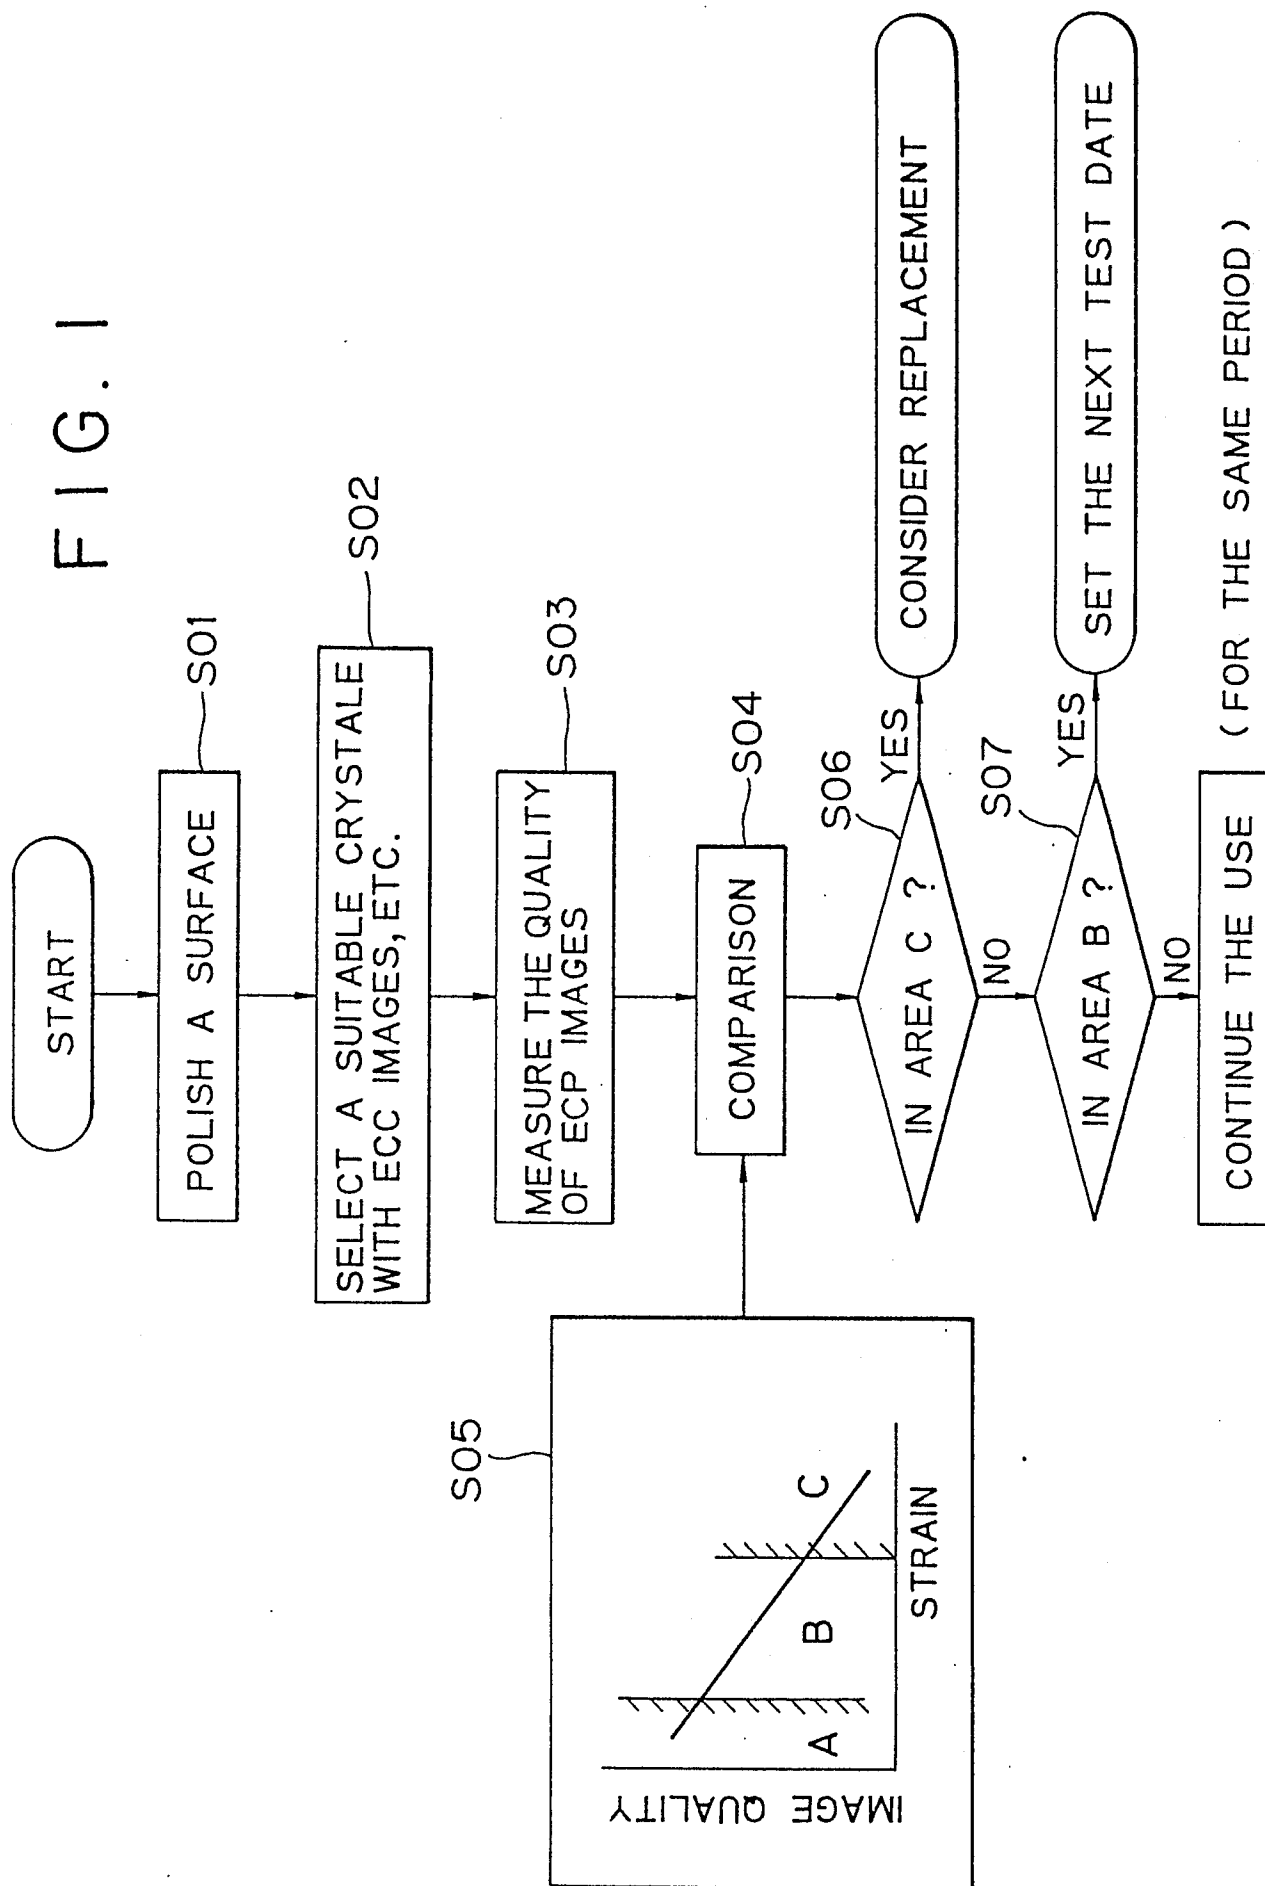 FIG. 1
START
POLISH A SURFACE
S01
SELECT A SUITABLE CRYSTALE
WITH ECC IMAGES, ETC.
S02
MEASURE THE QUALITY
OF ECP IMAGES
S03
COMPARISON
S04
S05
IMAGE QUALITY
A
B
C
STRAIN
IN AREA C ?
S06
YES
CONSIDER REPLACEMENT
NO
IN AREA B ?
S07
YES
SET THE NEXT TEST DATE
NO
CONTINUE THE USE
(FOR THE SAME PERIOD)